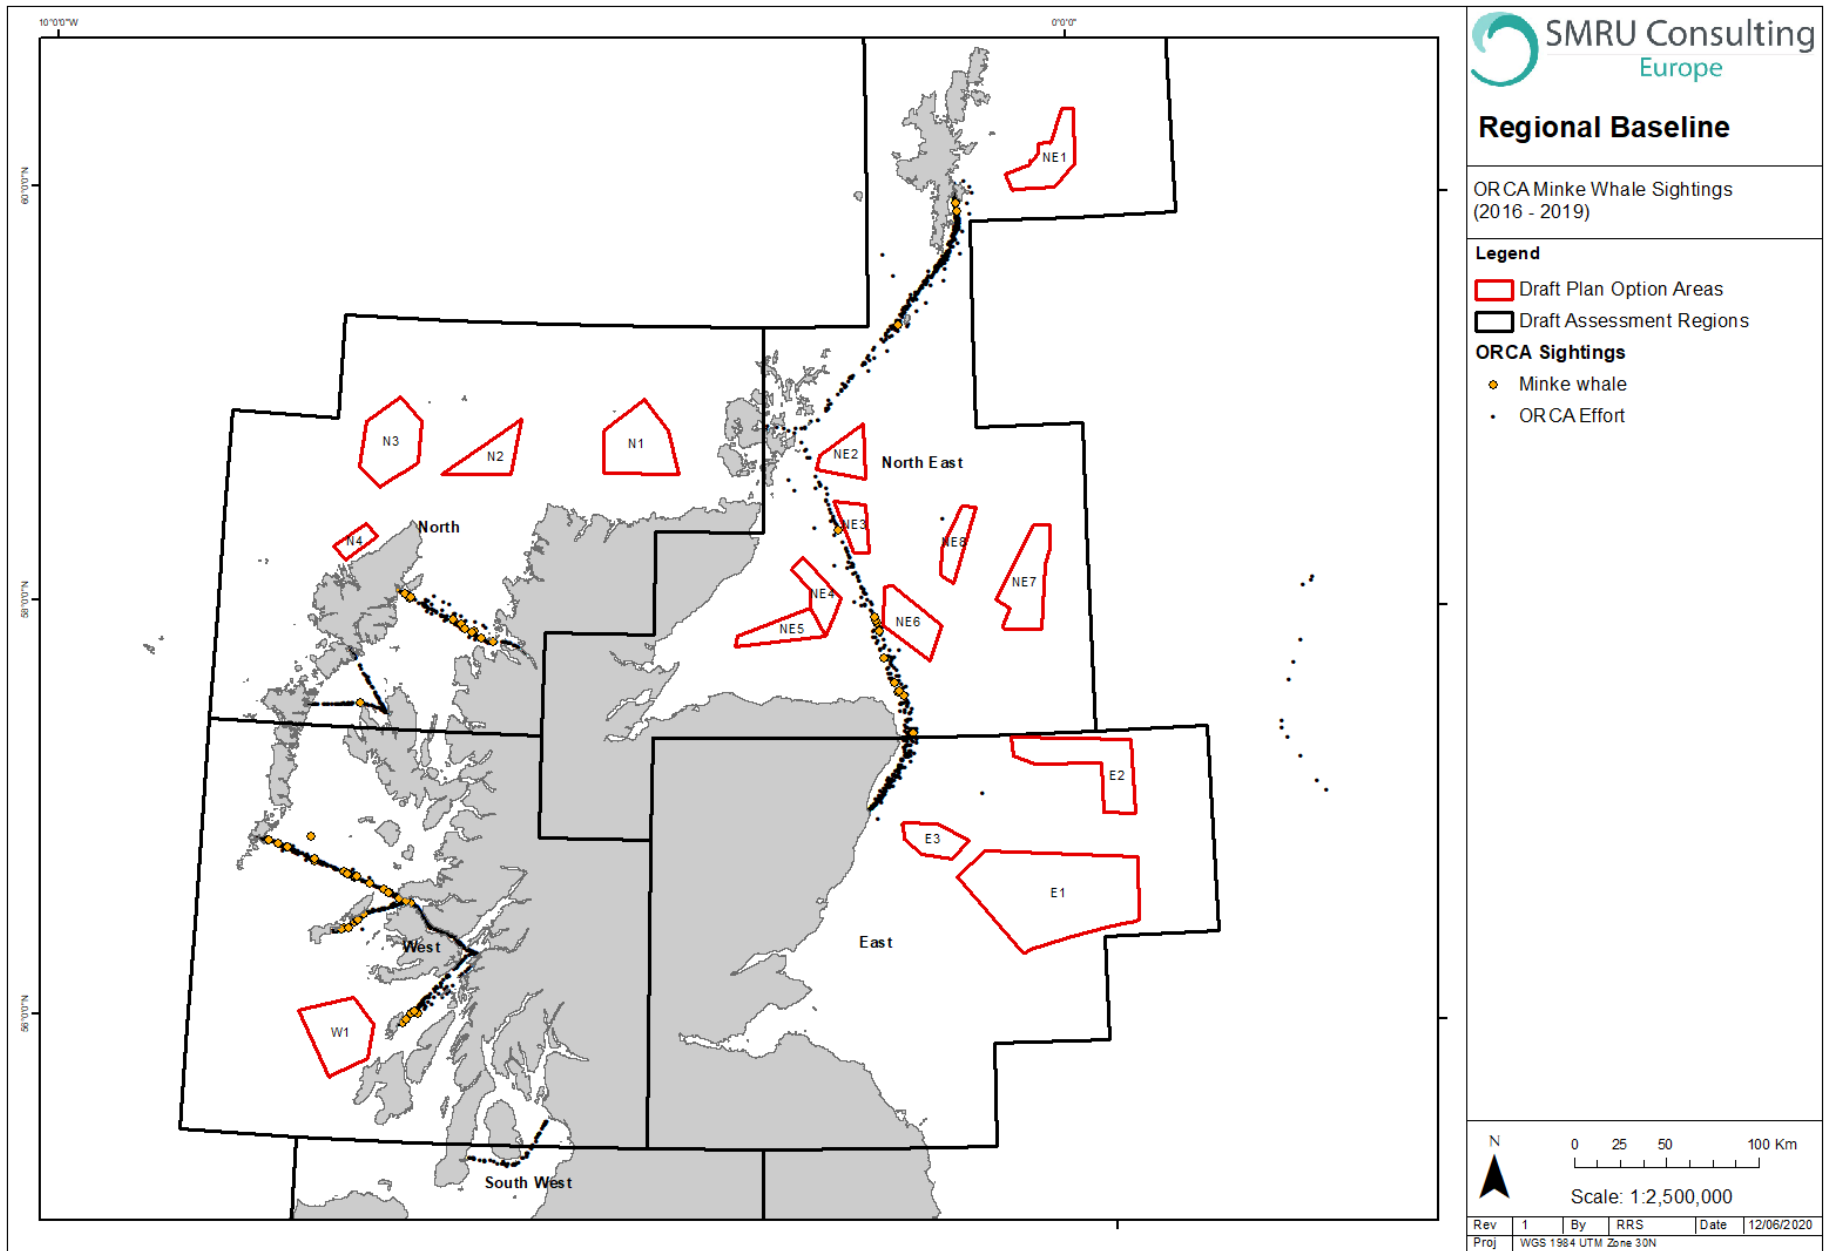 10°0'0"W
0°0'0"
60°0'0"N
58°0'0"N
56°0'0"N
NE1
N3
N2
N1
NE2
North East
N4
North
NE3
NE8
NE7
NE4
NE5
NE6
E2
E3
E1
East
West
W1
South West
SMRU Consulting
Europe
Regional Baseline
ORCA Minke Whale Sightings
(2016 - 2019)
Legend
Draft Plan Option Areas
Draft Assessment Regions
ORCA Sightings
Minke whale
ORCA Effort
N
0 25 50 100 Km
Scale: 1:2,500,000
Rev 1 By RRS Date 12/06/2020
Proj WGS 1984 UTM Zone 30N